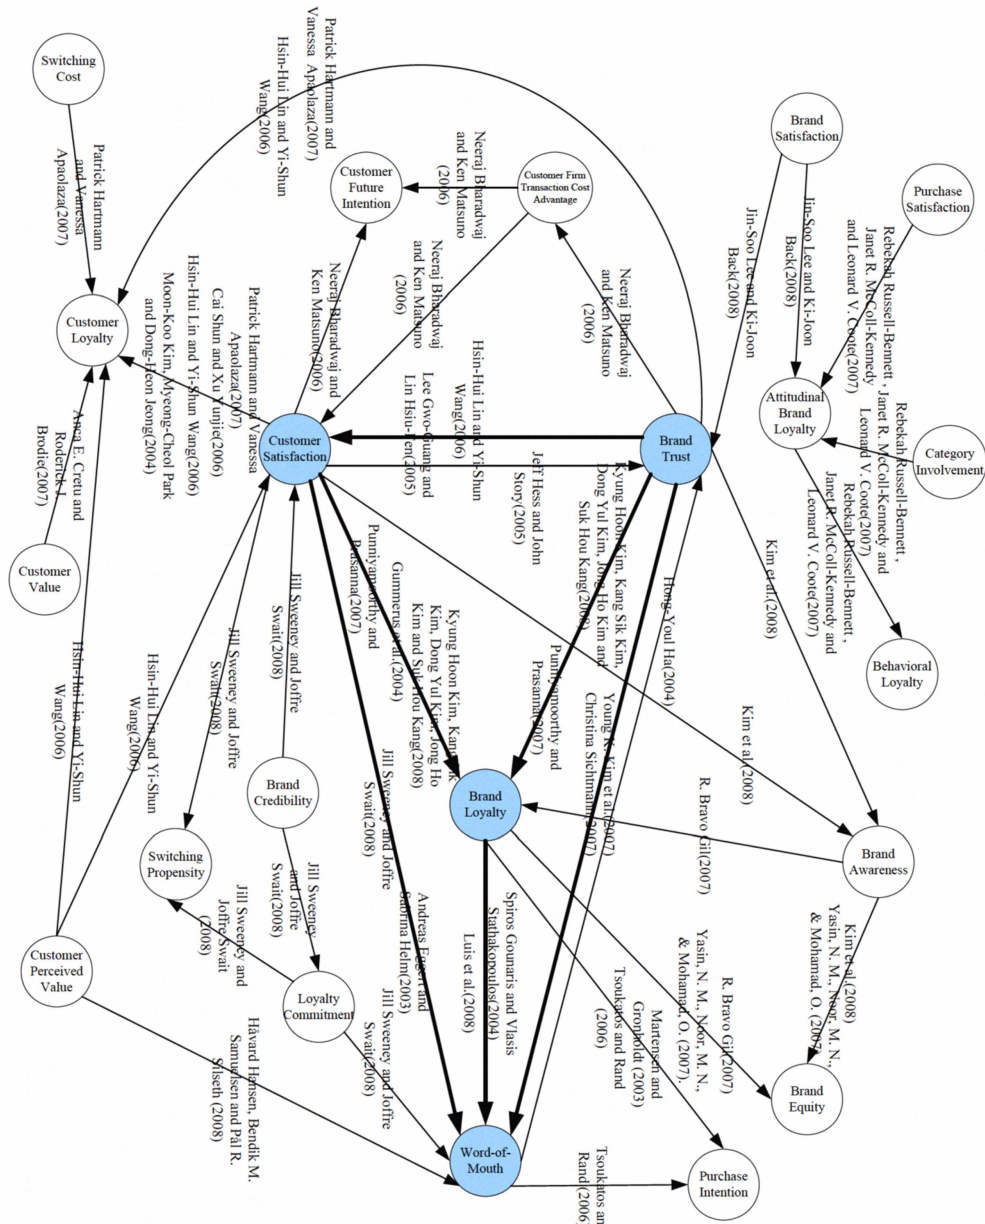 Switching
Cost
Patrick Hartmann
and Vanessa
Apaolaza(2007)
Patrick Hartmann and
Vanessa Apaolaza(2007)
Hsin-Hui Lin and Yi-Shun
Wang(2006)
Customer
Future
Intention
Neeraj Bharadwaj
and Ken Matsuno
(2006)
Customer Firm
Transaction Cost
Advantage
Brand
Satisfaction
Purchase
Satisfaction
Jin-Soo Lee and Ki-Joon
Back(2008)
Jin-Soo Lee and Ki-Joon
Back(2008)
Rebekah Russell-Bennett ,
Janet R. McColl-Kennedy
and Leonard V. Coote(2007)
Neeraj Bharadwaj
and Ken Matsuno
(2006)
Neeraj Bharadwaj
and Ken Matsuno
(2006)
Neeraj Bharadwaj and
Ken Matsuno(2006)
Customer
Loyalty
Patrick Hartmann and Vanessa
Apaolaza(2007)
Cai Shun and Xu Yunjie(2006)
Hsin-Hui Lin and Yi-Shun Wang(2006)
Moon-Koo Kim, Myeong-Cheol Park
and Dong-Heon Jeong(2004)
Customer
Satisfaction
Hsin-Hui Lin and Yi-Shun
Wang(2006)
Lee Gwo-Guang and
Lin Hsiu-Fen(2005)
Brand
Trust
Attitudinal
Brand
Loyalty
Category
Involvement
Rebekah Russell-Bennett ,
Janet R. McColl-Kennedy and
Leonard V. Coote(2007)
Rebekah Russell-Bennett ,
Janet R. McColl-Kennedy and
Leonard V. Coote(2007)
Anca E. Cretu and
Roderick J.
Brodie(2007)
Customer
Value
Jeff Hess and John
Story(2005)
Kyung Hoon Kim, Kang Sik Kim,
Dong Yul Kim, Jong Ho Kim and
Suk Hou Kang(2008)
Punniyamoorthy and
Prasanna(2007)
Hong-Youl Ha(2004)
Young K. Kim et al.(2007)
Christina Sichtmann(2007)
Kim et al.(2008)
Kim et al.(2008)
Behavioral
Loyalty
Jill Sweeney and Joffre
Swait(2008)
Jill Sweeney and Joffre
Swait(2008)
Punniyamoorthy and
Prasanna(2007)
Gummerus et al.(2004)
Kyung Hoon Kim, Kang Sik
Kim, Dong Yul Kim, Jong Ho
Kim and Suk Hou Kang(2008)
Hsin-Hui Lin and Yi-Shun
Wang(2006)
Hsin-Hui Lin and Yi-Shun
Wang(2006)
Brand
Credibility
Brand
Loyalty
Switching
Propensity
Brand
Awareness
Jill Sweeney and Joffre
Swait(2008)
Andreas Eggert and
Sabrina Helm(2003)
R. Bravo Gil(2007)
Jill Sweeney
and Joffre
Swait(2008)
Jill Sweeney and
Joffre Swait
(2008)
Spiros Gounaris and Vlasis
Stathakopoulos(2004)
Luis et al.(2008)
Kim et al.(2008)
Yasin, N. M., Noor, M. N.,
& Mohamad, O. (2007)
R. Bravo Gil(2007)
Yasin, N. M., Noor, M. N.,
& Mohamad, O. (2007).
Martensen and
Gronholdt (2003)
Tsoukatos and Rand
(2006)
Customer
Perceived
Value
Loyalty
Commitment
Jill Sweeney and Joffre
Swait(2008)
Håvard Hansen, Bendik M.
Samuelsen and Pål R.
Silseth (2008)
Brand
Equity
Word-of-
Mouth
Tsoukatos an
Rand(2006
Purchase
Intention